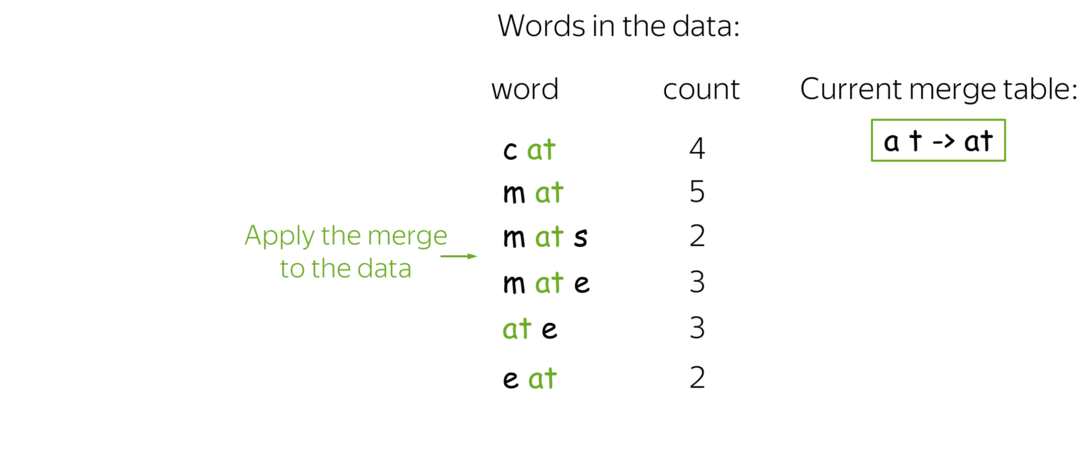 Words in the data:
word count Current merge table:
a t -> at
c at 4
m at 5
m at s 2
Apply the merge
to the data
m at e 3
at e 3
e at 2